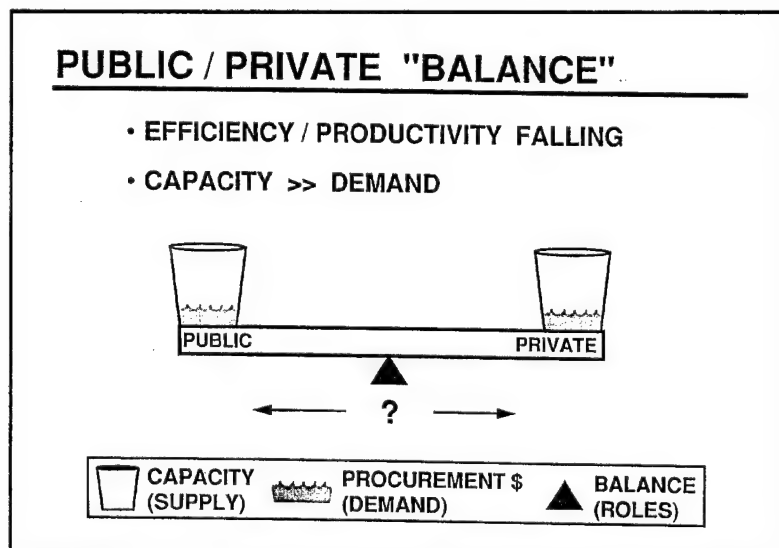 PUBLIC / PRIVATE "BALANCE"
• EFFICIENCY / PRODUCTIVITY FALLING
• CAPACITY >> DEMAND
PUBLIC PRIVATE
?
CAPACITY PROCUREMENT $ BALANCE
(SUPPLY) (DEMAND) (ROLES)